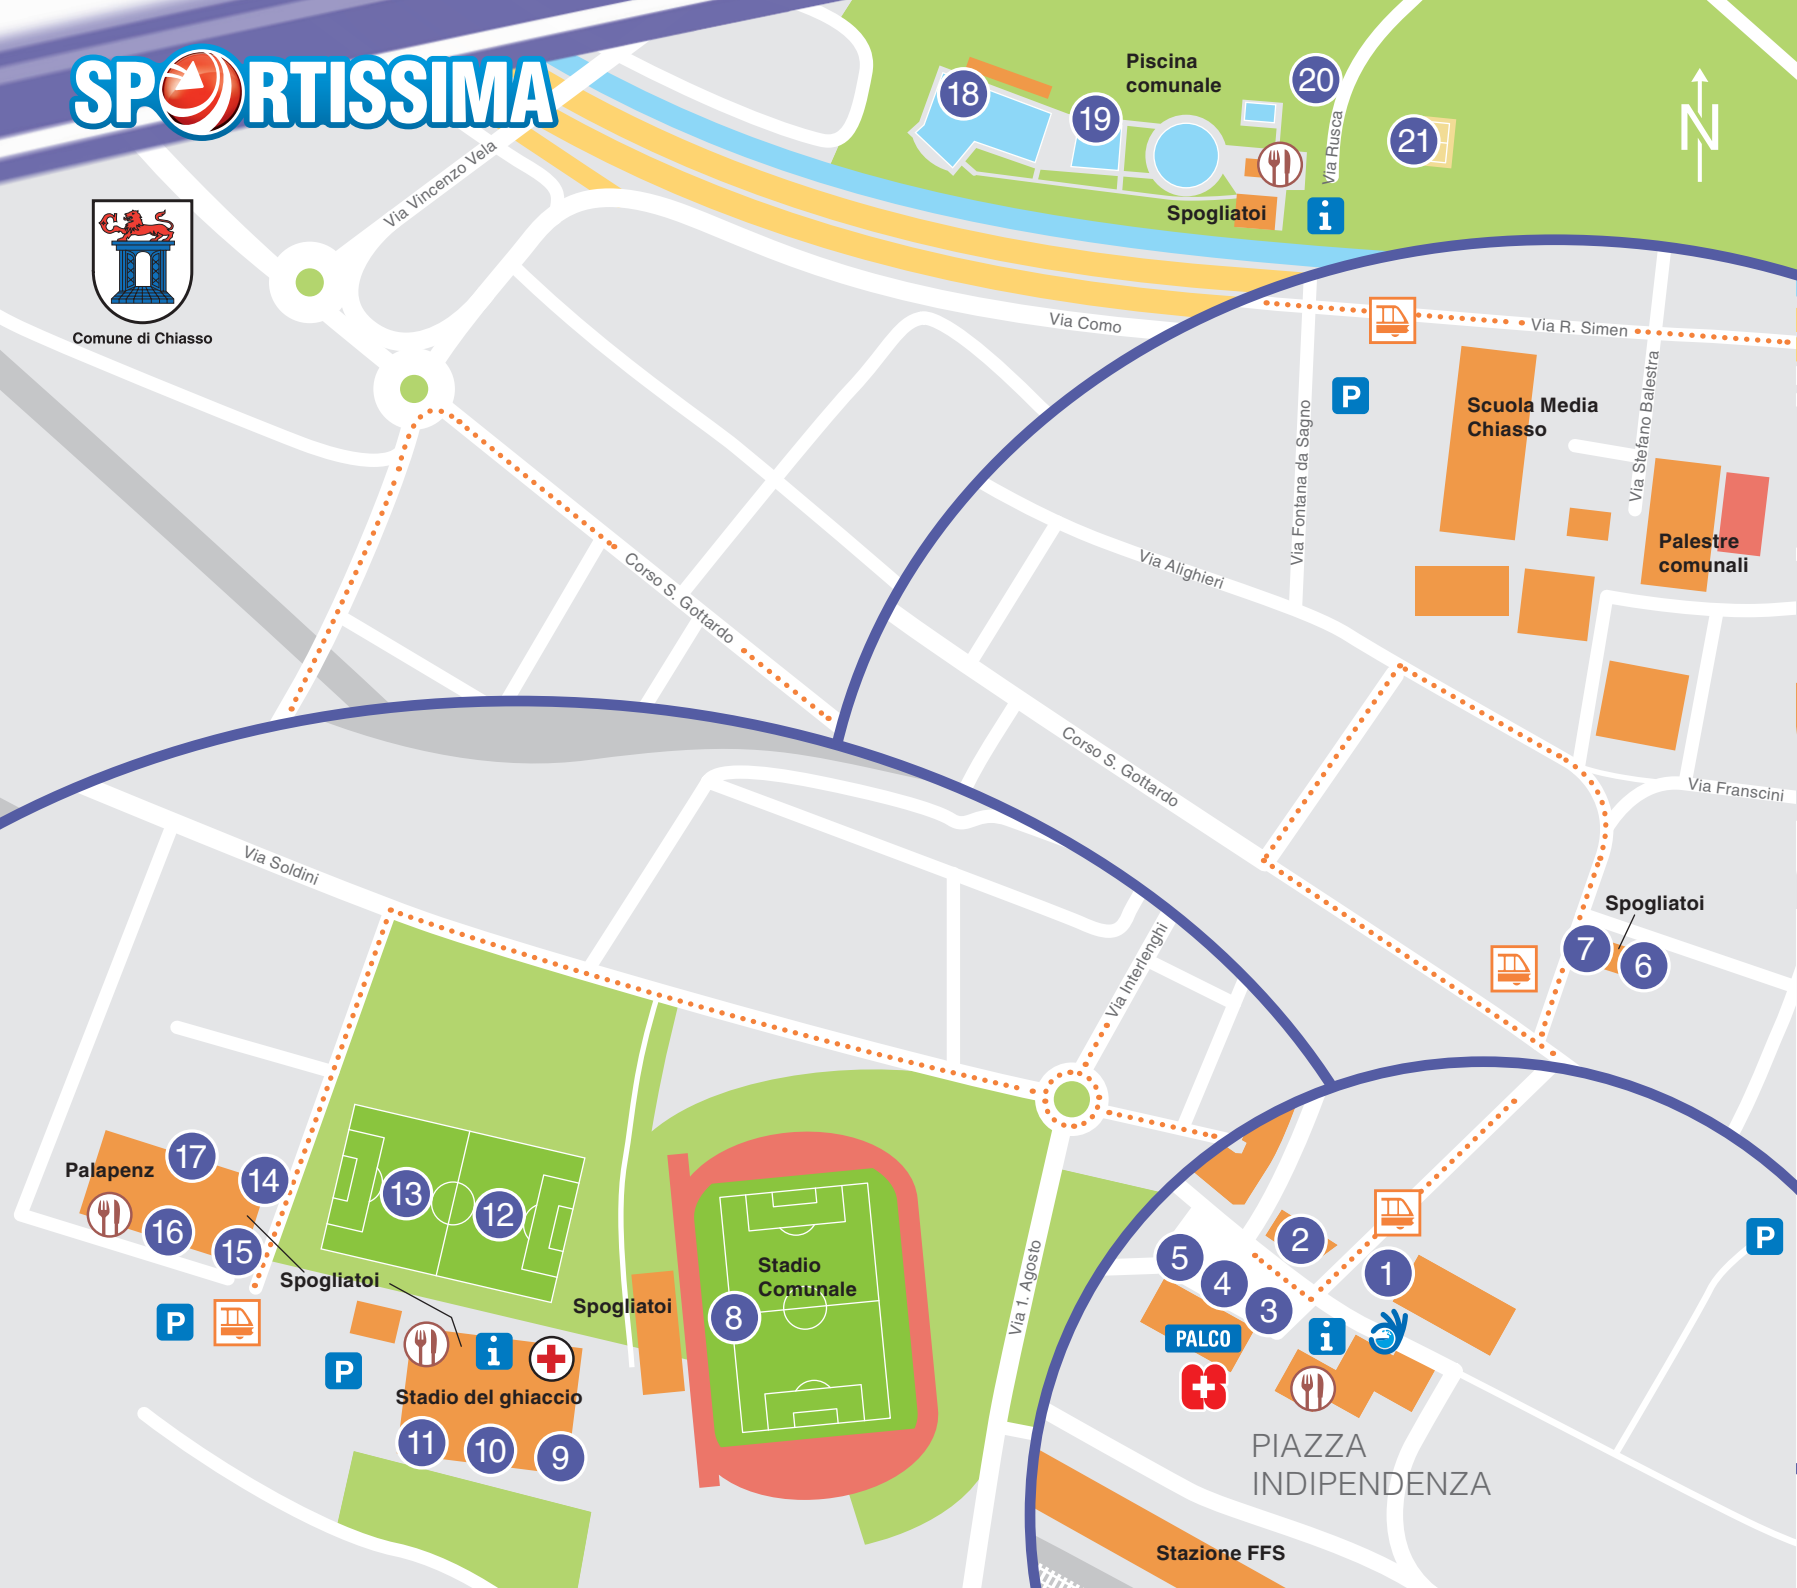 SPORTISSIMA
Comune di Chiasso
Via Vincenzo Vela
Piscina
comunale
18
19
20
21
Via Rusca
N
Spogliatoi
i
Via Como
Via R. Simen
P
Via Fontana da Sagno
Scuola Media
Chiasso
Via Stefano Balestra
Palestre
comunali
Via Alighieri
Corso S. Gottardo
Corso S. Gottardo
Via Franscini
Spogliatoi
7
6
Via Soldini
Via Interlenghi
Palapenz
17
14
16
15
13
12
Spogliatoi
P
P
i
Stadio del ghiaccio
11
10
9
Spogliatoi
Stadio
Comunale
8
Via 1. Agosto
5
4
3
2
1
P
PALCO
i
PIAZZA
INDIPENDENZA
Stazione FFS